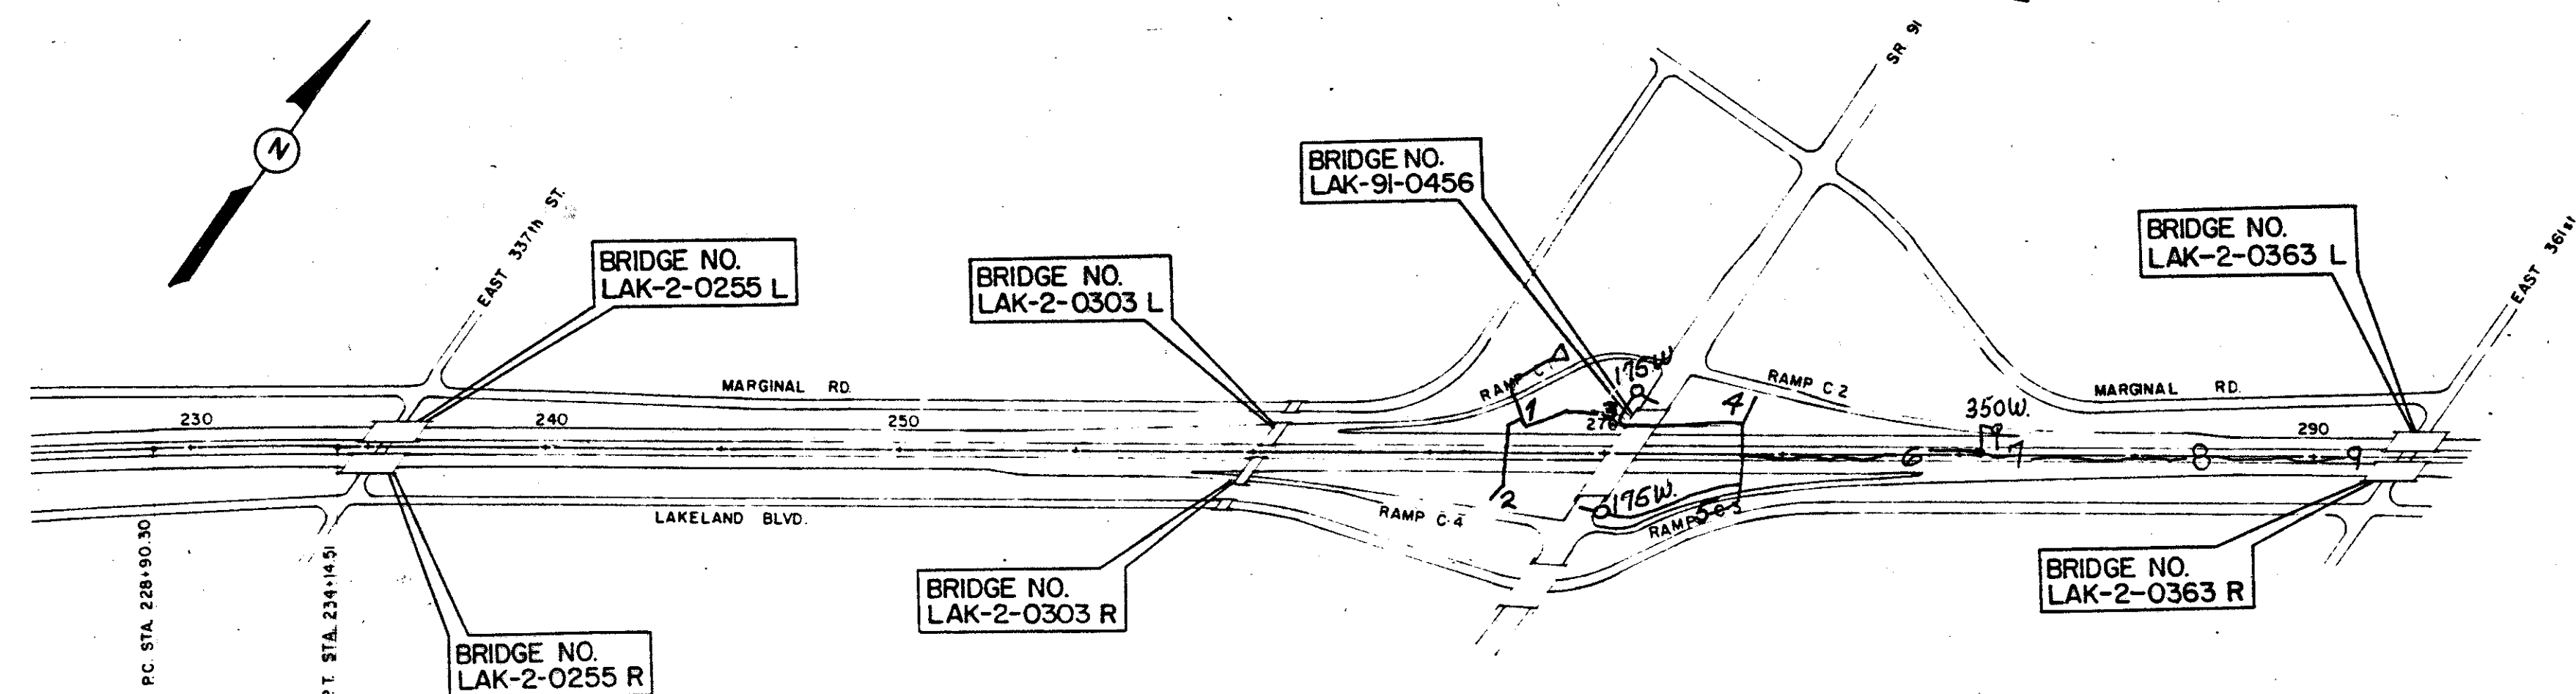 SR 91
N
EAST 337th ST.
BRIDGE NO.
LAK-91-0456
BRIDGE NO.
LAK-2-0255 L
BRIDGE NO.
LAK-2-0303 L
BRIDGE NO.
LAK-2-0363 L
EAST 361st
MARGINAL RD.
RAMP C-1
175W
RAMP C-2
MARGINAL RD.
230
240
250
1
3
270
4
350W.
290
2
175W.
5
6
7
8
9
LAKELAND BLVD.
RAMP C-4
RAMP C-3
P.C. STA. 228+90.30
P.T. STA. 234+14.51
BRIDGE NO.
LAK-2-0255 R
BRIDGE NO.
LAK-2-0303 R
BRIDGE NO.
LAK-2-0363 R